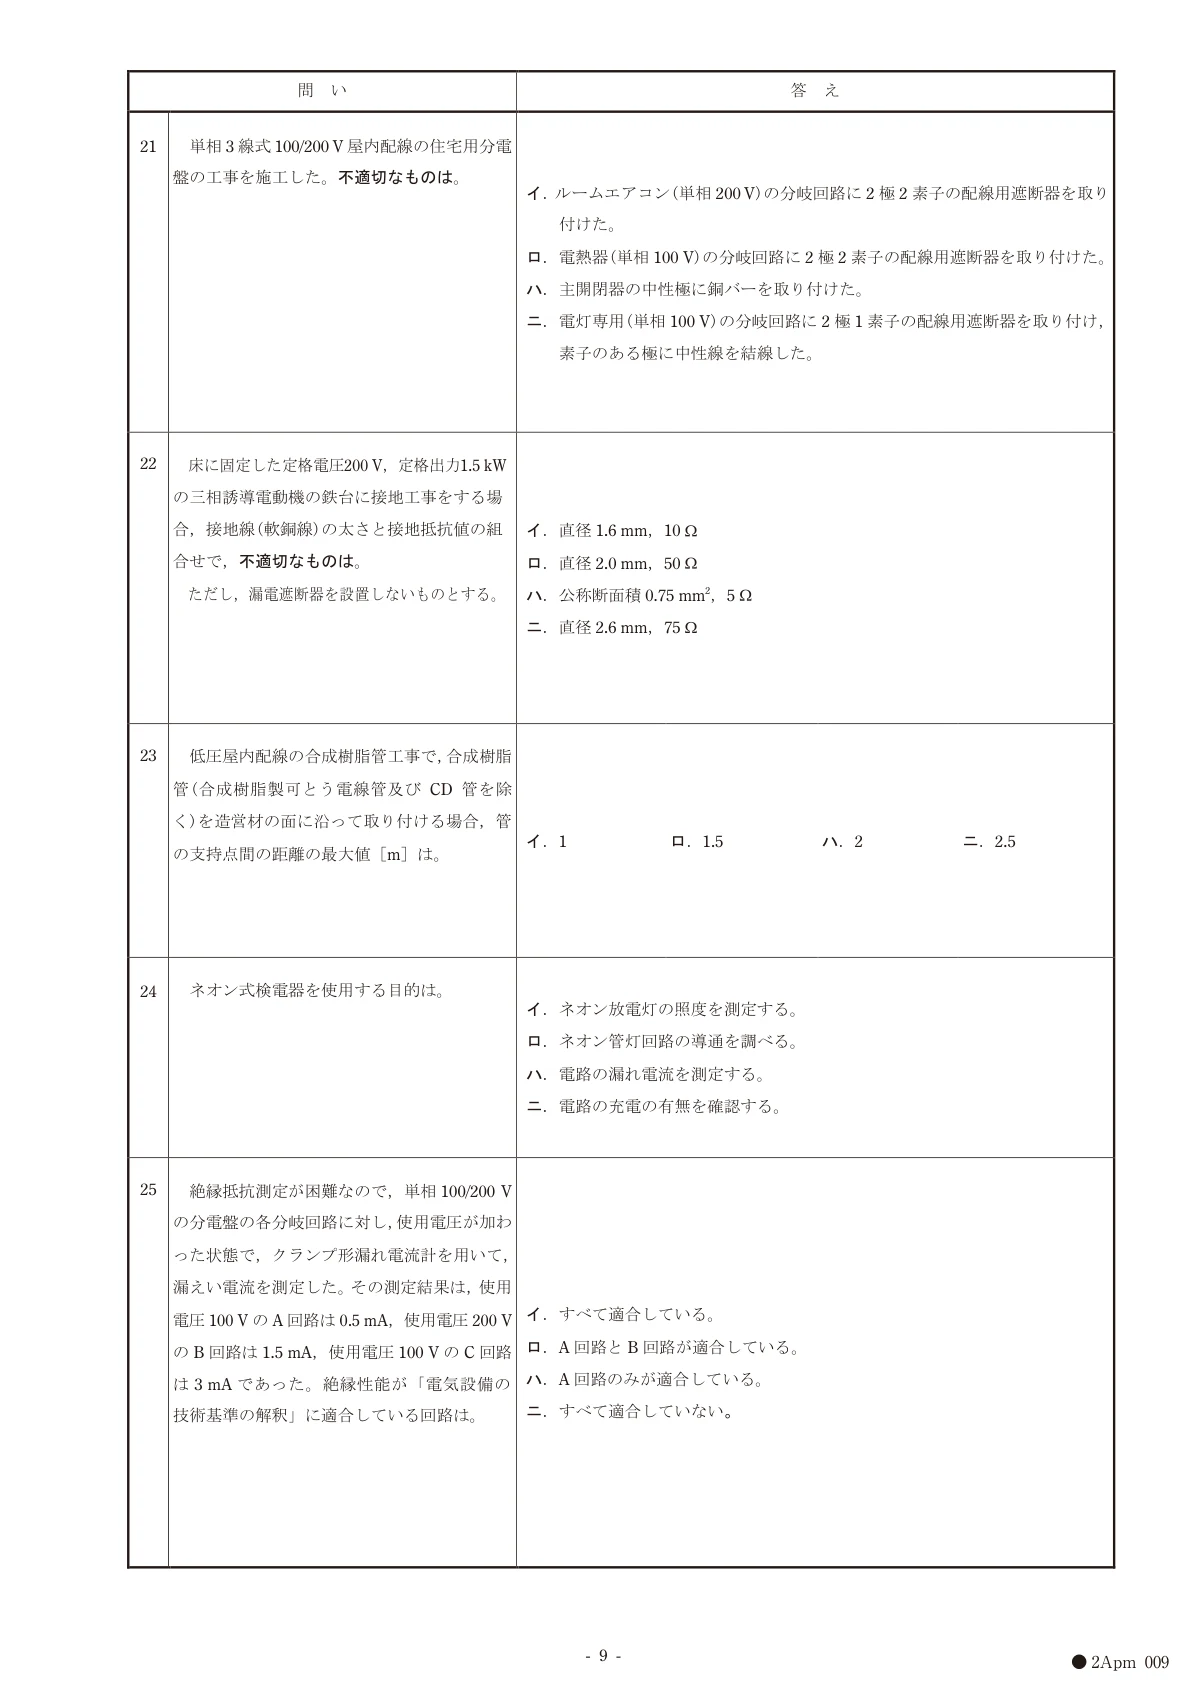 問　い
答　え
21
単相 3 線式 100/200 V 屋内配線の住宅用分電
盤の工事を施工した。不適切なものは。
イ．ルームエアコン(単相 200 V)の分岐回路に 2 極 2 素子の配線用遮断器を取り
付けた。
ロ．電熱器(単相 100 V)の分岐回路に 2 極 2 素子の配線用遮断器を取り付けた。
ハ．主開閉器の中性極に銅バーを取り付けた。
ニ．電灯専用(単相 100 V)の分岐回路に 2 極 1 素子の配線用遮断器を取り付け，
素子のある極に中性線を結線した。
22
床に固定した定格電圧200 V，定格出力1.5 kW
の三相誘導電動機の鉄台に接地工事をする場
合，接地線(軟銅線)の太さと接地抵抗値の組
合せで，不適切なものは。
ただし，漏電遮断器を設置しないものとする。
イ．直径 1.6 mm，10 Ω
ロ．直径 2.0 mm，50 Ω
ハ．公称断面積 0.75 mm²，5 Ω
ニ．直径 2.6 mm，75 Ω
23
低圧屋内配線の合成樹脂管工事で，合成樹脂
管(合成樹脂製可とう電線管及び CD 管を除
く)を造営材の面に沿って取り付ける場合，管
の支持点間の距離の最大値［m］は。
イ．1　ロ．1.5　ハ．2　ニ．2.5
24
ネオン式検電器を使用する目的は。
イ．ネオン放電灯の照度を測定する。
ロ．ネオン管灯回路の導通を調べる。
ハ．電路の漏れ電流を測定する。
ニ．電路の充電の有無を確認する。
25
絶縁抵抗測定が困難なので，単相 100/200 V
の分電盤の各分岐回路に対し，使用電圧が加わ
った状態で，クランプ形漏れ電流計を用いて，
漏えい電流を測定した。その測定結果は，使用
電圧 100 V の A 回路は 0.5 mA，使用電圧 200 V
の B 回路は 1.5 mA，使用電圧 100 V の C 回路
は 3 mA であった。絶縁性能が「電気設備の
技術基準の解釈」に適合している回路は。
イ．すべて適合している。
ロ．A 回路と B 回路が適合している。
ハ．A 回路のみが適合している。
ニ．すべて適合していない。
- 9 -
●2Apm 009